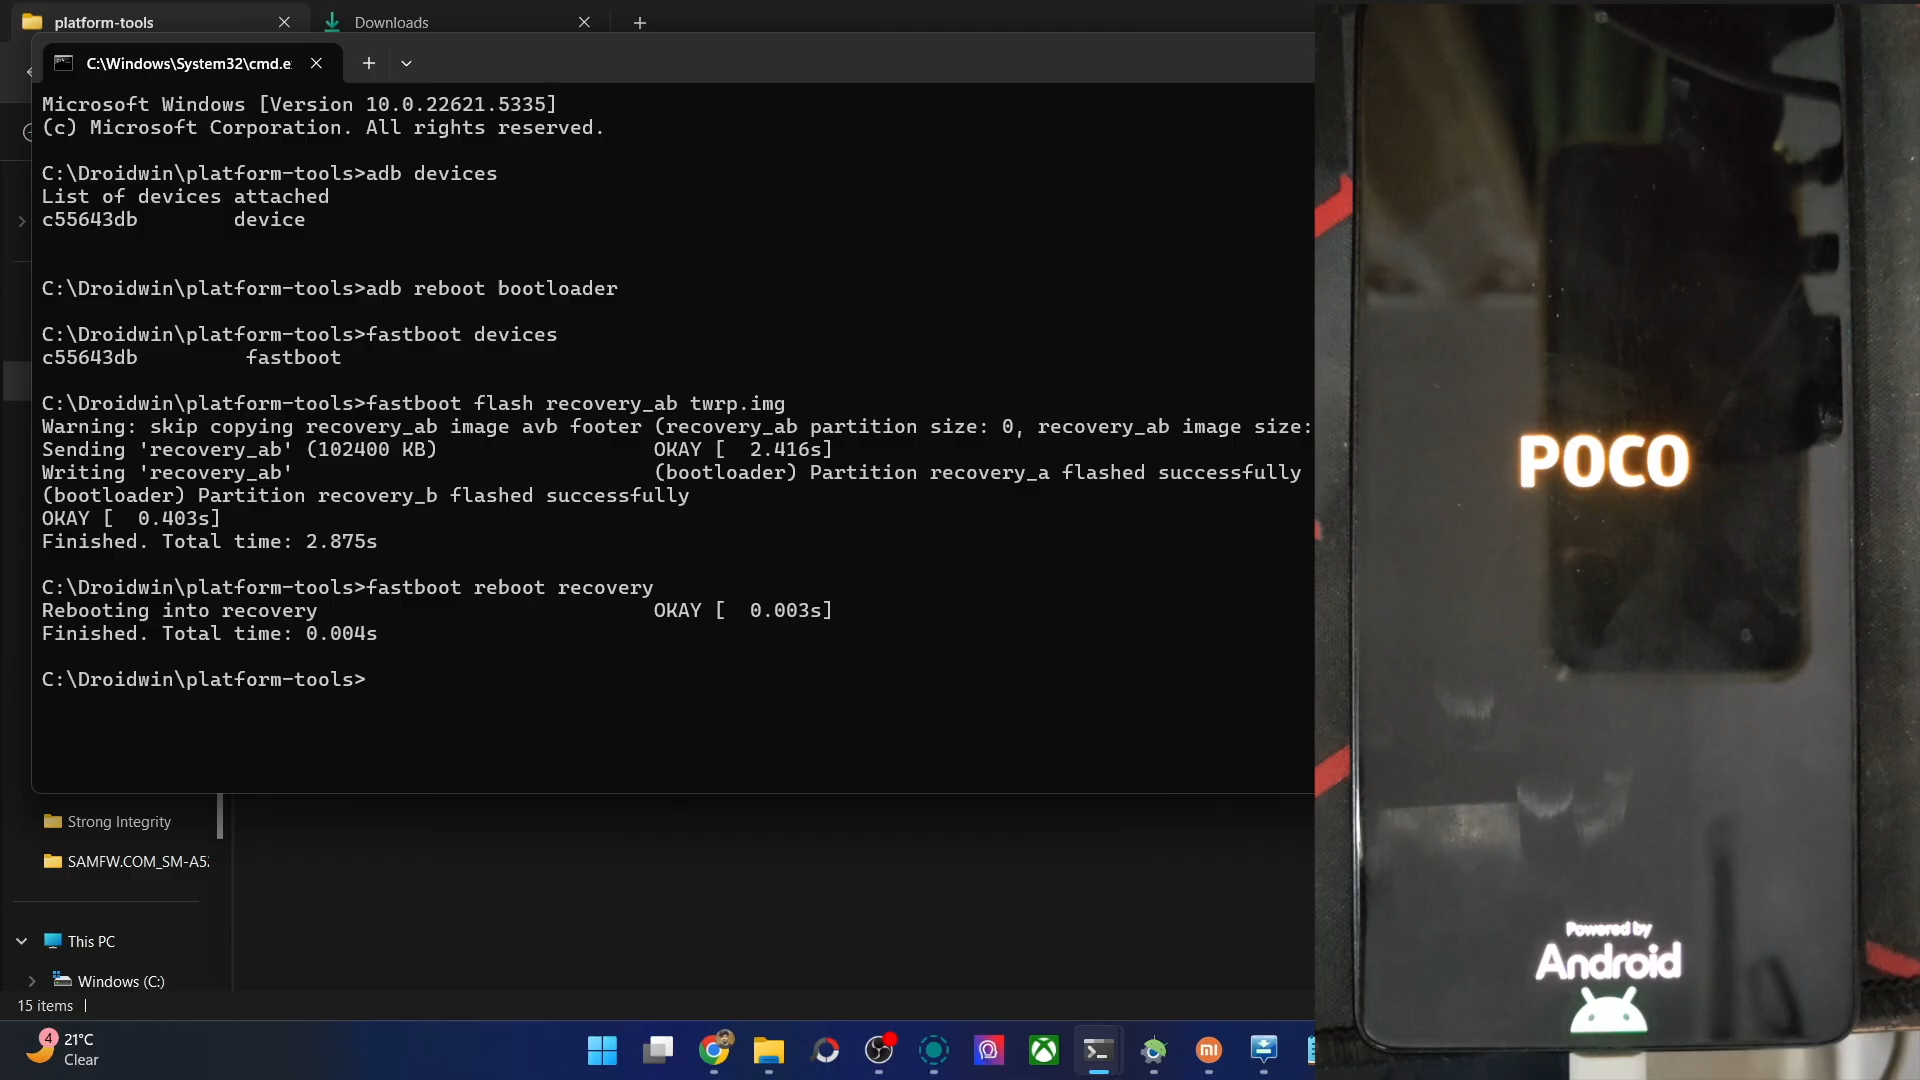 platform-tools
Downloads
C:\Windows\System32\cmd.e
Microsoft Windows [Version 10.0.22621.5335]
(c) Microsoft Corporation. All rights reserved.
C:\Droidwin\platform-tools>adb devices
List of devices attached
c55643db        device
C:\Droidwin\platform-tools>adb reboot bootloader
C:\Droidwin\platform-tools>fastboot devices
c55643db         fastboot
C:\Droidwin\platform-tools>fastboot flash recovery_ab twrp.img
Warning: skip copying recovery_ab image avb footer (recovery_ab partition size: 0, recovery_ab image size:
Sending 'recovery_ab' (102400 KB)                  OKAY [  2.416s]
Writing 'recovery_ab'                              (bootloader) Partition recovery_a flashed successfully
(bootloader) Partition recovery_b flashed successfully
OKAY [  0.403s]
Finished. Total time: 2.875s
C:\Droidwin\platform-tools>fastboot reboot recovery
Rebooting into recovery                            OKAY [  0.003s]
Finished. Total time: 0.004s
C:\Droidwin\platform-tools>
Strong Integrity
SAMFW.COM_SM-A52
This PC
Windows (C:)
15 items
4
21°C
Clear
mi
POCO
Powered by
Android